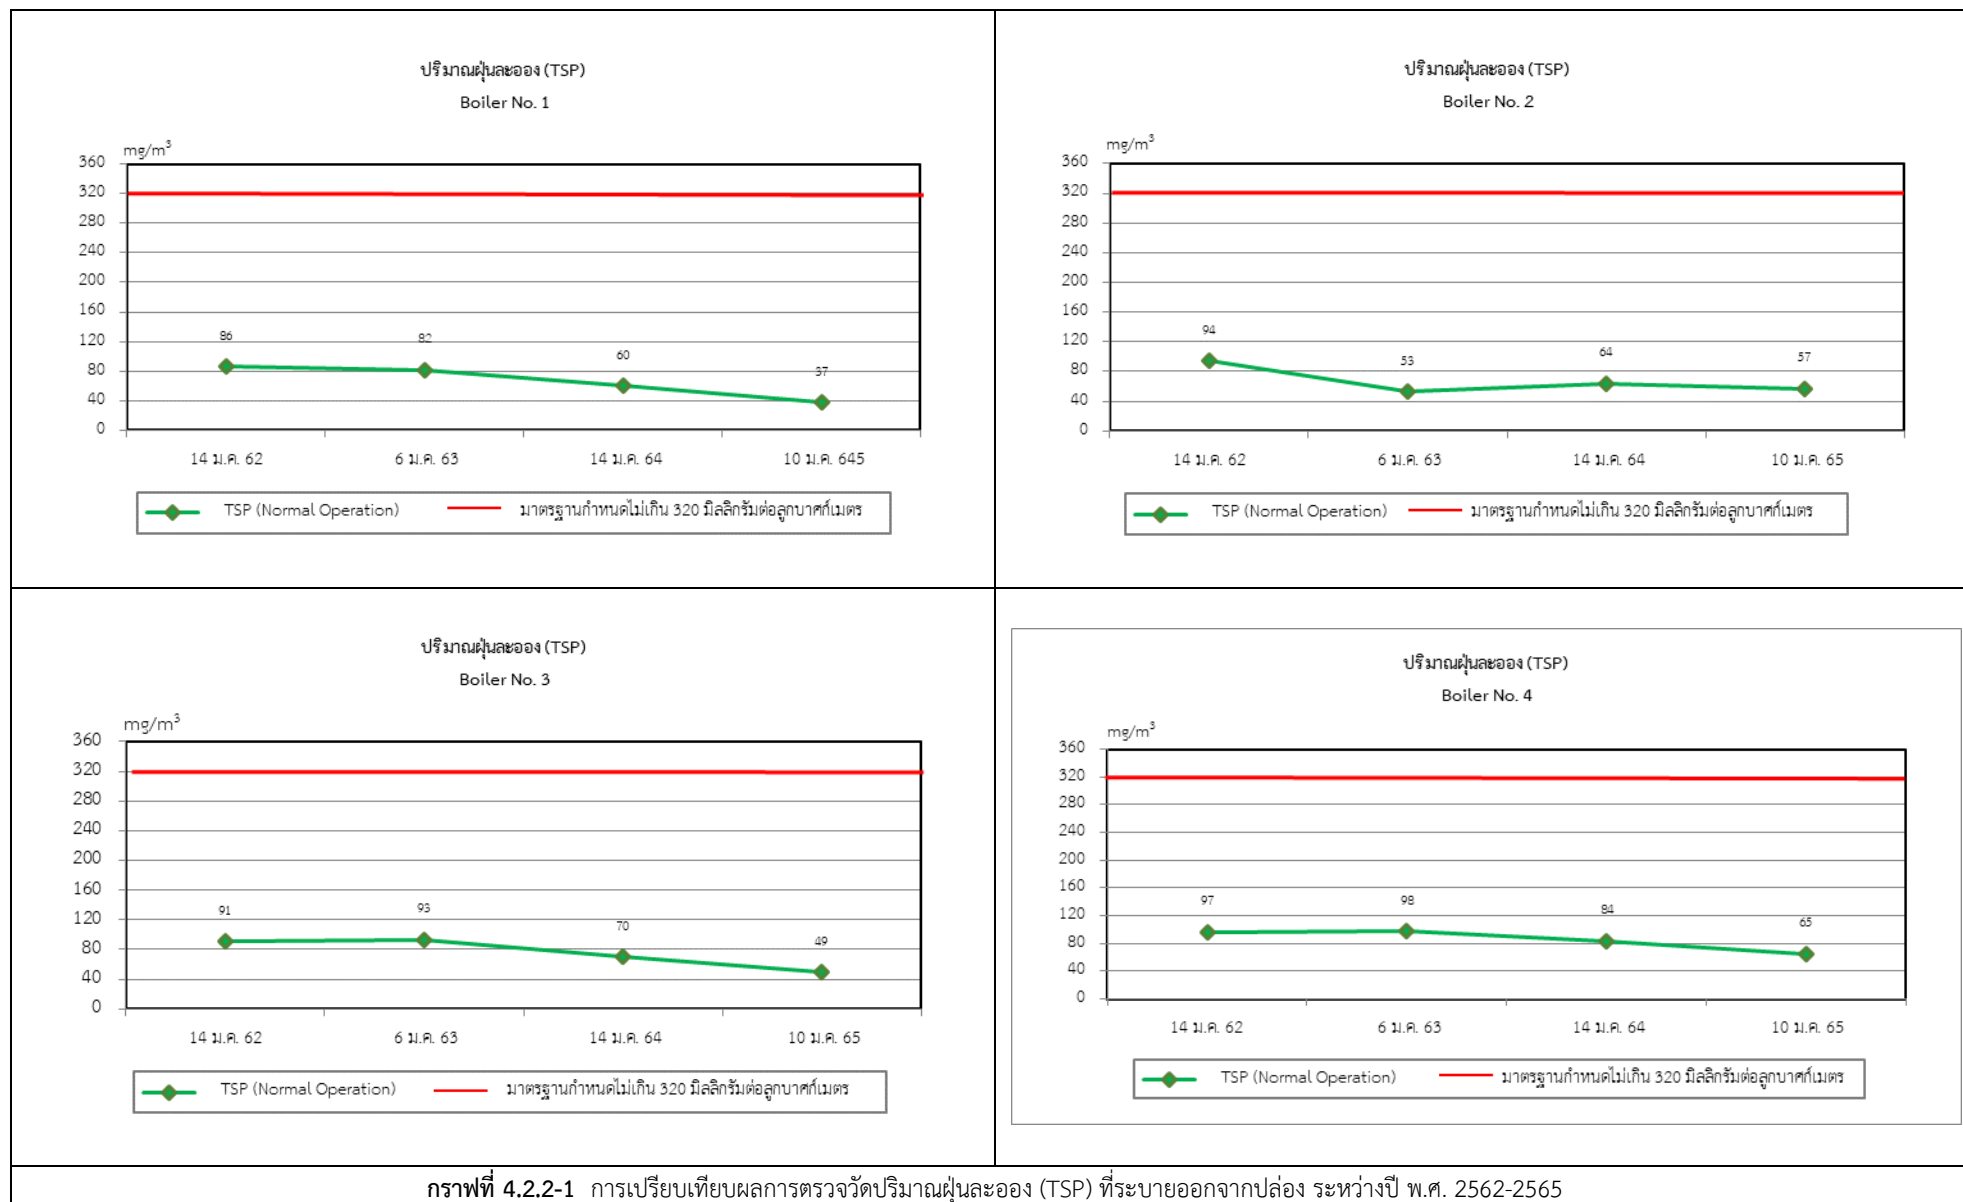 ปริมาณฝุ่นละออง (TSP)
Boiler No. 1
mg/m³
360
320
280
240
200
160
120
80
40
0
86
82
60
37
14 ม.ค. 62
6 ม.ค. 63
14 ม.ค. 64
10 ม.ค. 645
TSP (Normal Operation)
มาตรฐานกำหนดไม่เกิน 320 มิลลิกรัมต่อลูกบาศก์เมตร
ปริมาณฝุ่นละออง (TSP)
Boiler No. 2
mg/m³
360
320
280
240
200
160
120
80
40
0
94
53
64
57
14 ม.ค. 62
6 ม.ค. 63
14 ม.ค. 64
10 ม.ค. 65
TSP (Normal Operation)
มาตรฐานกำหนดไม่เกิน 320 มิลลิกรัมต่อลูกบาศก์เมตร
ปริมาณฝุ่นละออง (TSP)
Boiler No. 3
mg/m³
360
320
280
240
200
160
120
80
40
0
91
93
70
49
14 ม.ค. 62
6 ม.ค. 63
14 ม.ค. 64
10 ม.ค. 65
TSP (Normal Operation)
มาตรฐานกำหนดไม่เกิน 320 มิลลิกรัมต่อลูกบาศก์เมตร
ปริมาณฝุ่นละออง (TSP)
Boiler No. 4
mg/m³
360
320
280
240
200
160
120
80
40
0
97
98
84
65
14 ม.ค. 62
6 ม.ค. 63
14 ม.ค. 64
10 ม.ค. 65
TSP (Normal Operation)
มาตรฐานกำหนดไม่เกิน 320 มิลลิกรัมต่อลูกบาศก์เมตร
กราฟที่ 4.2.2-1 การเปรียบเทียบผลการตรวจวัดปริมาณฝุ่นละออง (TSP) ที่ระบายออกจากปล่อง ระหว่างปี พ.ศ. 2562-2565